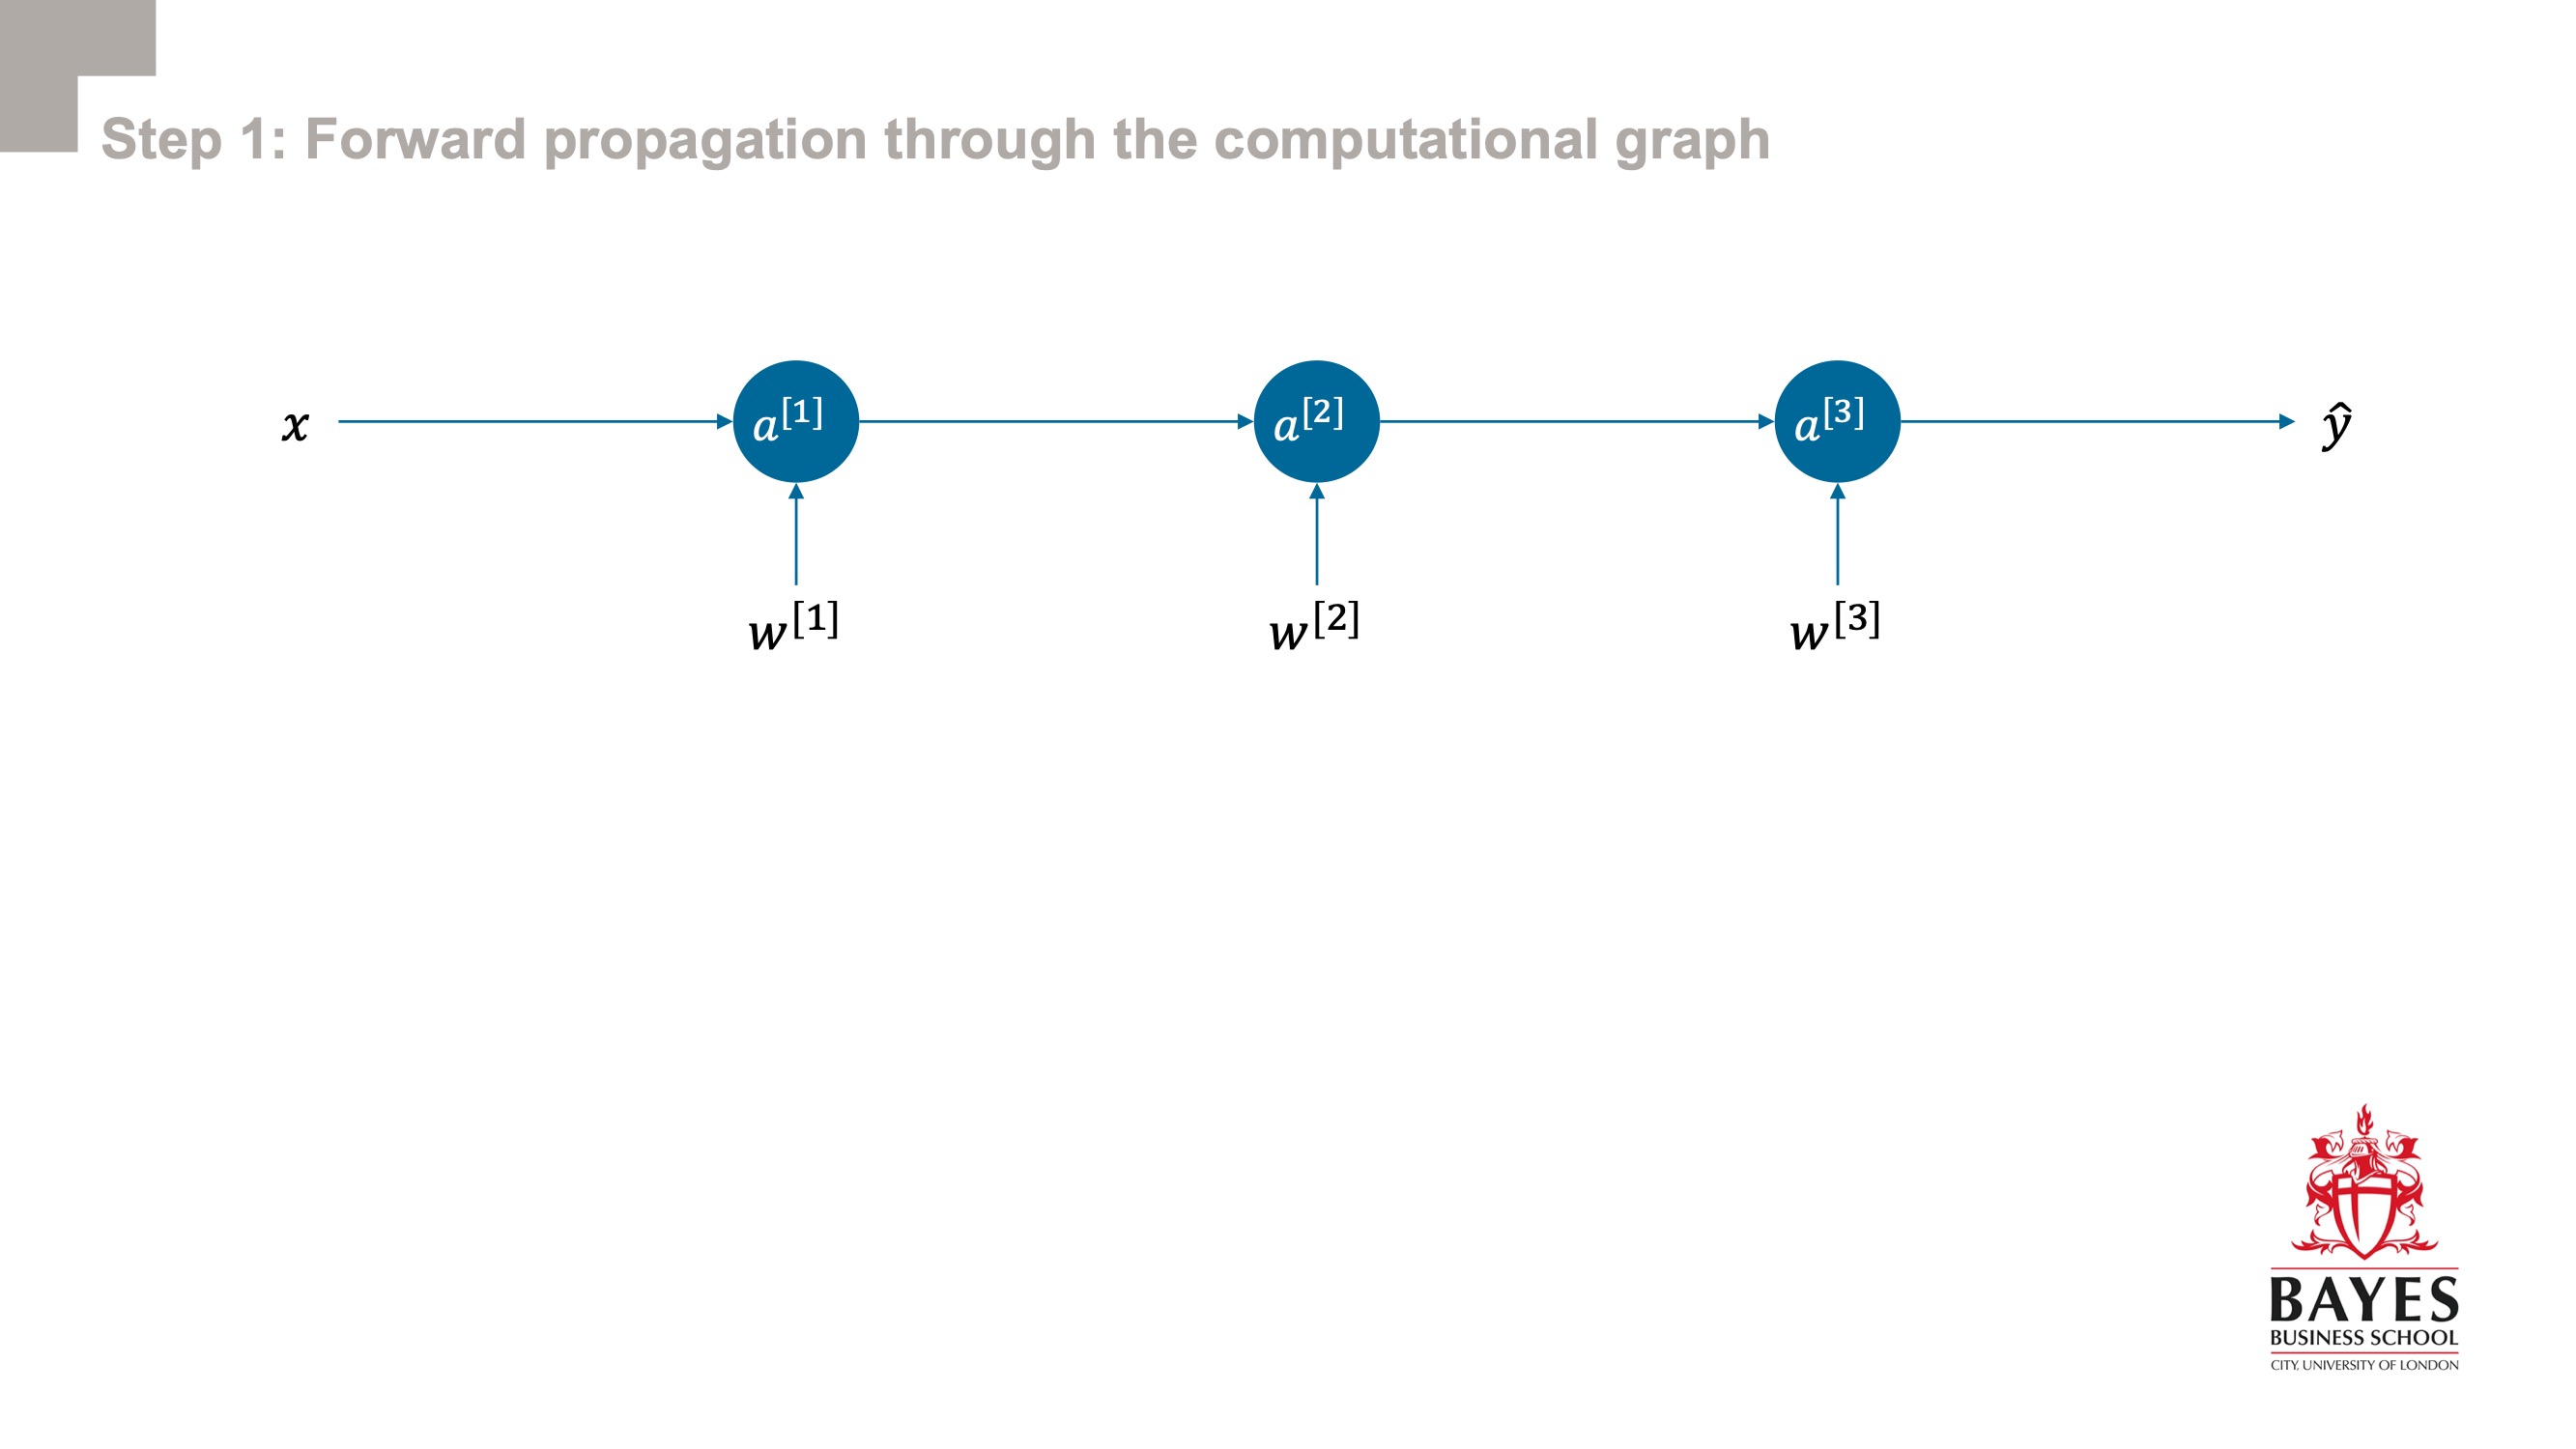 Step 1: Forward propagation through the computational graph
x a^[1] a^[2] a^[3] ŷ
w^[1] w^[2] w^[3]
BAYES
BUSINESS SCHOOL
CITY, UNIVERSITY OF LONDON